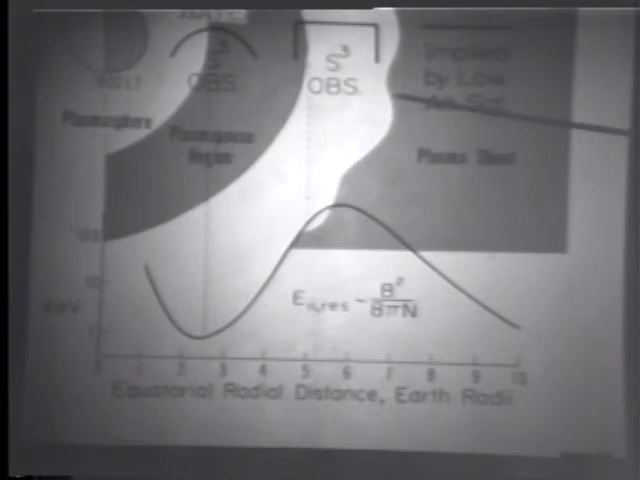 STATE
S³
OBS.
S³
OBS.
Implied
by Low
Plasmasphere
Plasmapause
Region
Plasma Sheet
100
10
1
keV
E⊥,res ~ B²/8πN
0 1 2 3 4 5 6 7 8 9 10
Equatorial Radial Distance, Earth Radii